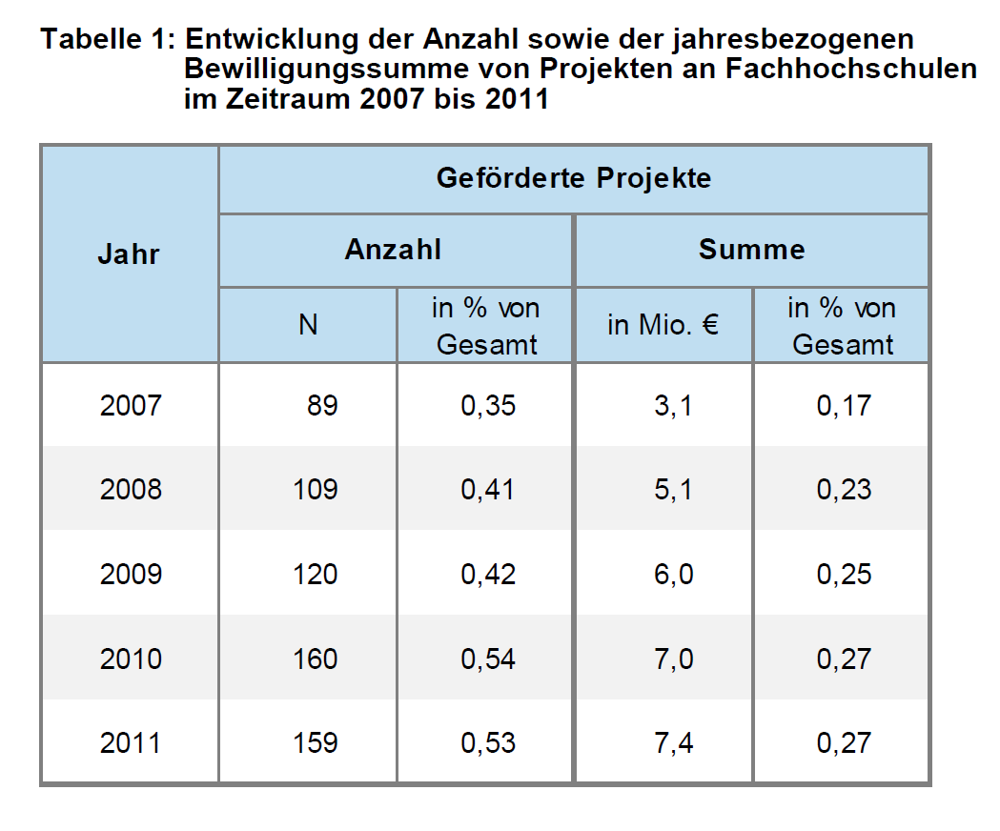 Tabelle 1: Entwicklung der Anzahl sowie der jahresbezogenen
Bewilligungssumme von Projekten an Fachhochschulen
im Zeitraum 2007 bis 2011
Jahr
Geförderte Projekte
Anzahl Summe
N in % von Gesamt in Mio. € in % von Gesamt
2007 89 0,35 3,1 0,17
2008 109 0,41 5,1 0,23
2009 120 0,42 6,0 0,25
2010 160 0,54 7,0 0,27
2011 159 0,53 7,4 0,27